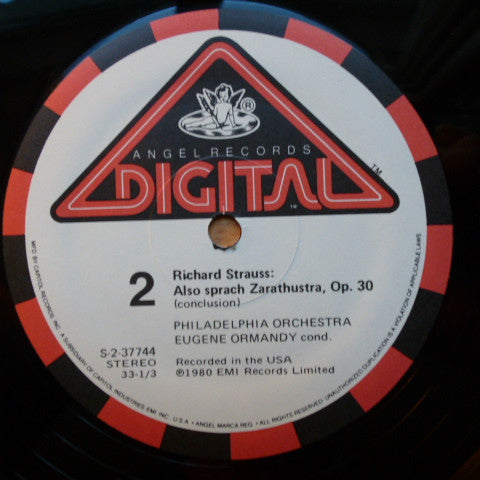 ®
ANGEL RECORDS
DIGITAL
™
™
2
Richard Strauss:
Also sprach Zarathustra, Op. 30
(conclusion)
PHILADELPHIA ORCHESTRA
EUGENE ORMANDY cond.
S-2-37744
STEREO
33-1/3
Recorded in the USA
℗1980 EMI Records Limited
MFD BY CAPITOL RECORDS, INC. A SUBSIDIARY OF CAPITOL INDUSTRIES-EMI, INC. U.S.A. • ANGEL MARCA REG. • ALL RIGHTS RESERVED. UNAUTHORIZED DUPLICATION IS A VIOLATION OF APPLICABLE LAWS